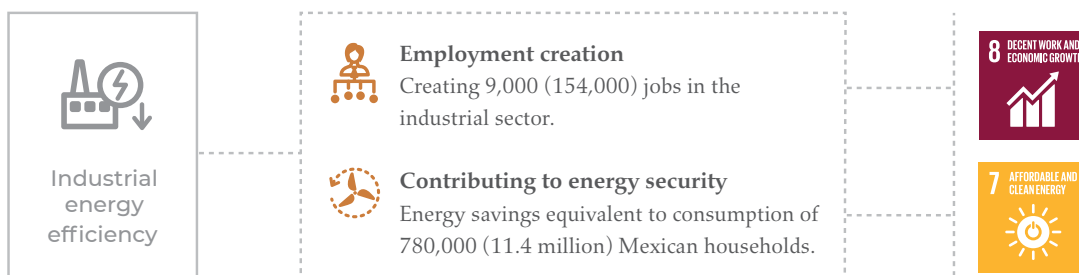 Industrial
energy
efficiency
Employment creation
Creating 9,000 (154,000) jobs in the
industrial sector.
Contributing to energy security
Energy savings equivalent to consumption of
780,000 (11.4 million) Mexican households.
8 DECENT WORK AND
ECONOMIC GROWTH
7 AFFORDABLE AND
CLEAN ENERGY